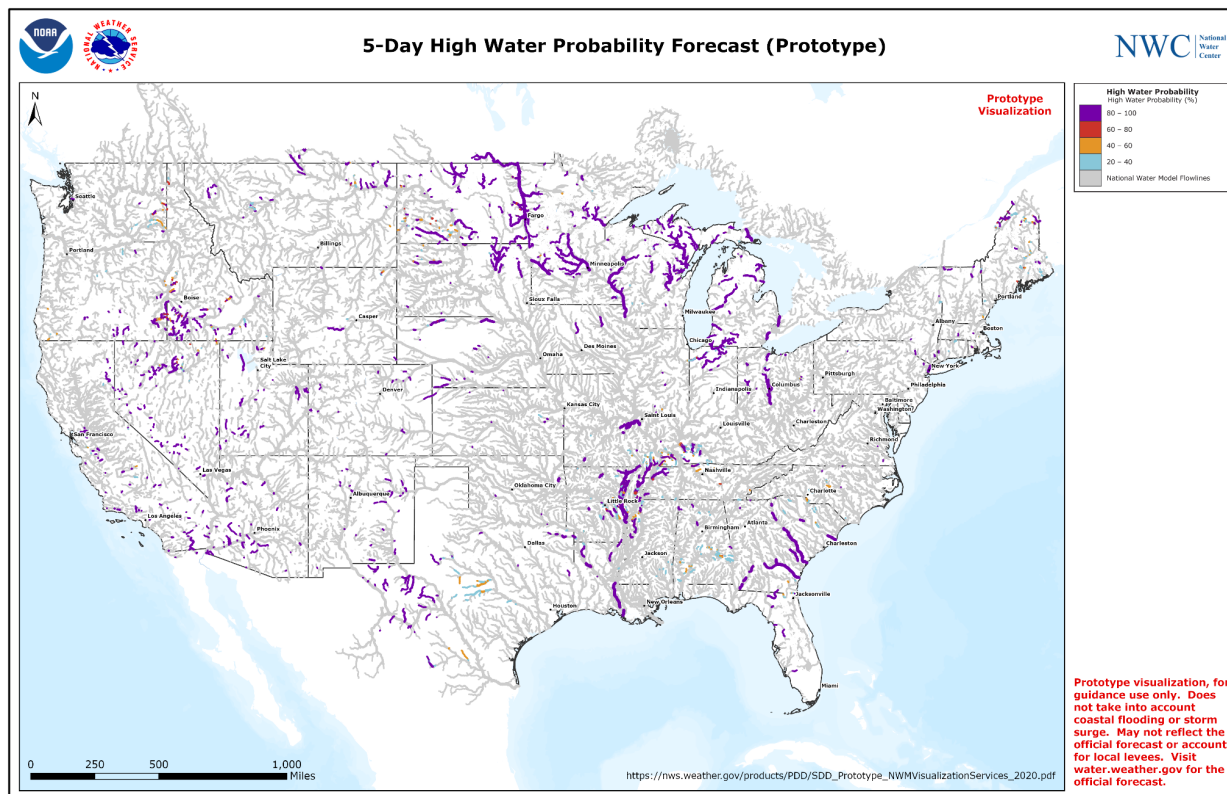 5-Day High Water Probability Forecast (Prototype)
NOAA
NATIONAL WEATHER SERVICE
NWC
National
Water
Center
N
Prototype
Visualization
High Water Probability
High Water Probability (%)
80 – 100
60 – 80
40 – 60
20 – 40
National Water Model Flowlines
Seattle
Portland
Billings
Fargo
Minneapolis
Boise
Casper
Sioux Falls
Milwaukee
Portland
Albany
Boston
Salt Lake
City
Omaha
Des Moines
Chicago
New York
Denver
Indianapolis
Columbus
Pittsburgh
Philadelphia
Baltimore
Washington
Kansas City
Saint Louis
Louisville
Charleston
Richmond
San Francisco
Las Vegas
Nashville
Albuquerque
Oklahoma City
Little Rock
Charlotte
Los Angeles
Phoenix
Birmingham
Atlanta
Dallas
Jackson
Charleston
Jacksonville
Houston
New Orleans
Miami
0 250 500 1,000
Miles
https://nws.weather.gov/products/PDD/SDD_Prototype_NWMVisualizationServices_2020.pdf
Prototype visualization, for
guidance use only. Does
not take into account
coastal flooding or storm
surge. May not reflect the
official forecast or account
for local levees. Visit
water.weather.gov for the
official forecast.